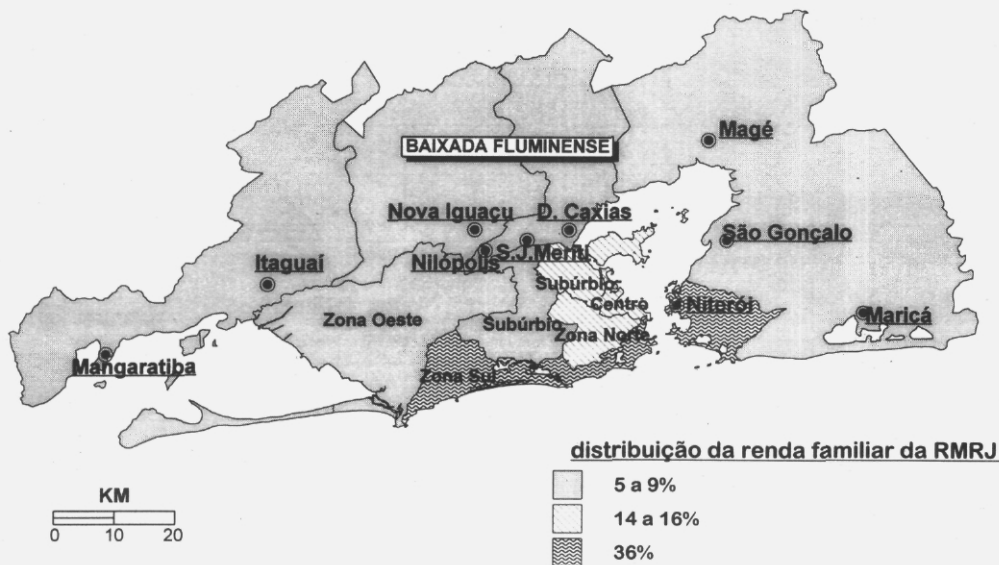 Magé
BAIXADA FLUMINENSE
Nova Iguaçu
D. Caxias
São Gonçalo
Nilópolis
S.J.Meriti
Itaguaí
Subúrbio
Centro
Niterói
Maricá
Zona Oeste
Subúrbio
Zona Norte
Mangaratiba
Zona Sul
distribuição da renda familiar da RMRJ
5 a 9%
14 a 16%
36%
KM
0 10 20